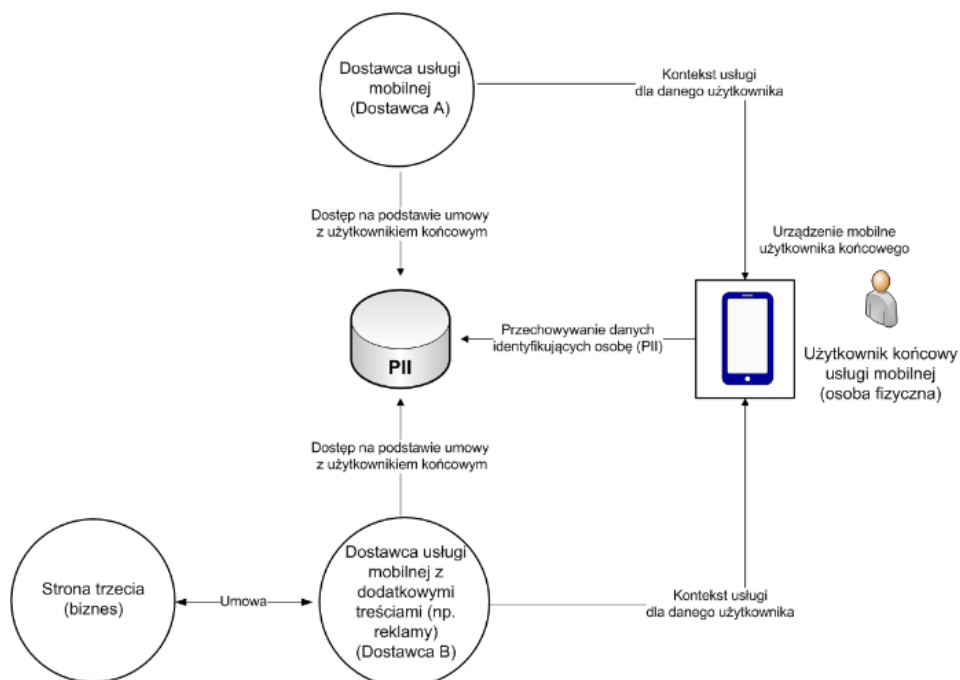 Dostawca usługi
mobilnej
(Dostawca A)
Kontekst usługi
dla danego użytkownika
Dostęp na podstawie umowy
z użytkownikiem końcowym
Urządzenie mobilne
użytkownika końcowego
Przechowywanie danych
identyfikujących osobę (PII)
PII
Użytkownik końcowy
usługi mobilnej
(osoba fizyczna)
Dostęp na podstawie umowy
z użytkownikiem końcowym
Strona trzecia
(biznes)
Umowa
Dostawca usługi
mobilnej z
dodatkowymi
treściami (np.
reklamy)
(Dostawca B)
Kontekst usługi
dla danego użytkownika